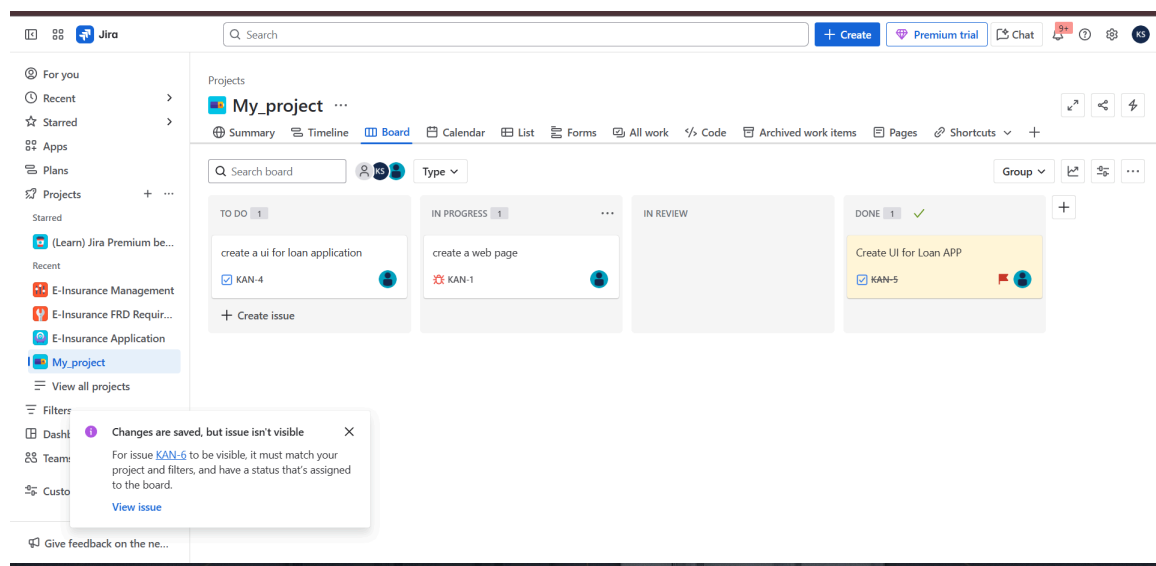 Jira
Search
+ Create
Premium trial
Chat
9+
KS
For you
Recent
Starred
Apps
Plans
Projects
Starred
(Learn) Jira Premium be...
Recent
E-Insurance Management
E-Insurance FRD Requir...
E-Insurance Application
My_project
View all projects
Filters
Teams
Custo
Give feedback on the ne...
Projects
My_project
Summary
Timeline
Board
Calendar
List
Forms
All work
Code
Archived work items
Pages
Shortcuts
Search board
KS
Type
Group
TO DO 1
create a ui for loan application
KAN-4
+ Create issue
IN PROGRESS 1
create a web page
KAN-1
IN REVIEW
DONE 1
Create UI for Loan APP
KAN-5
Changes are saved, but issue isn't visible
For issue KAN-6 to be visible, it must match your
project and filters, and have a status that's assigned
to the board.
View issue